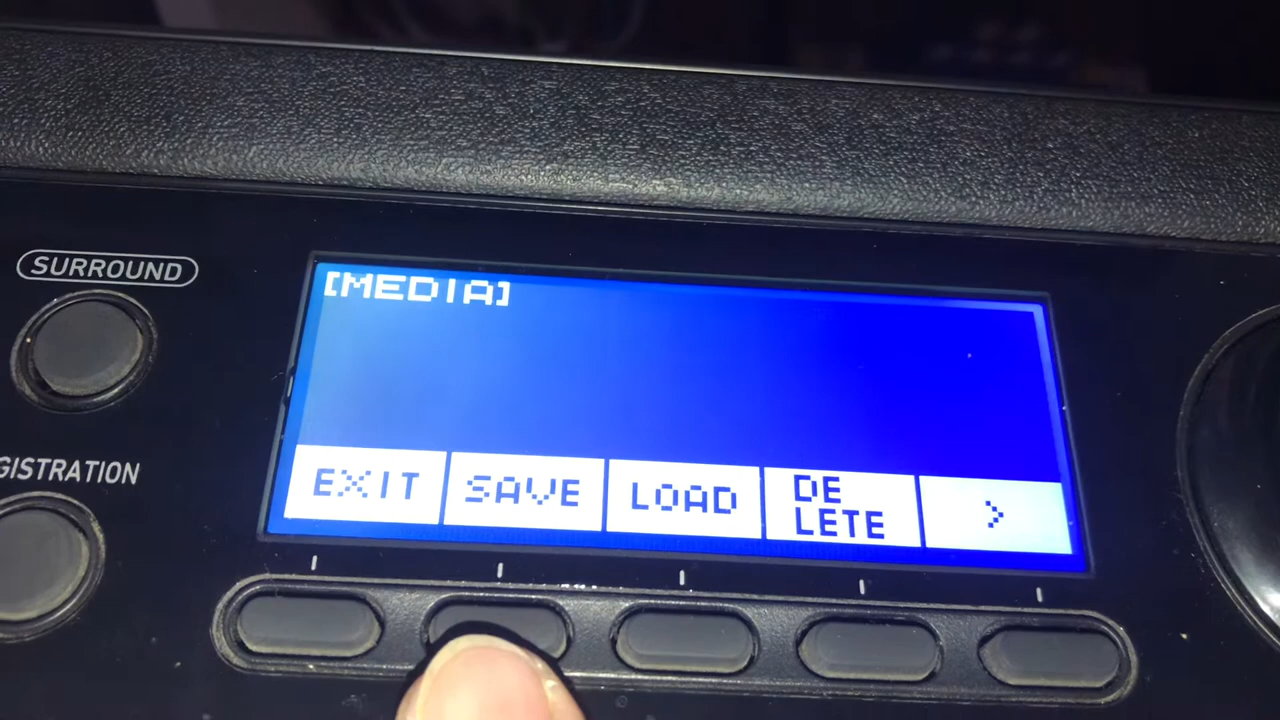 SURROUND
[MEDIA]
GISTRATION
EXIT
SAVE
LOAD
DE
LETE
>